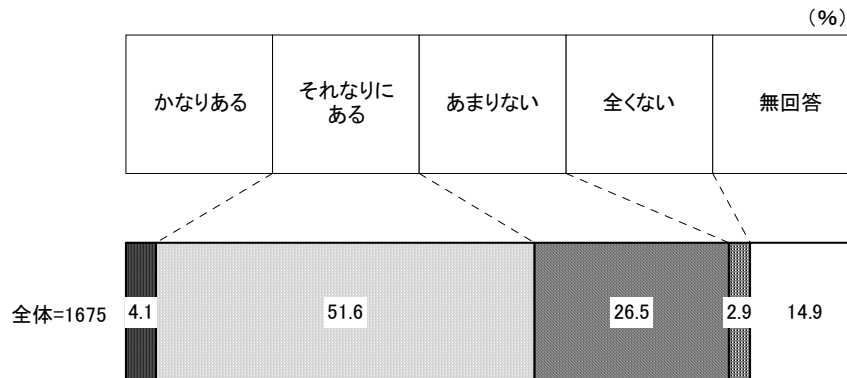 (%)
かなりある
それなりに
ある
あまりない
全くない
無回答
全体=1675
4.1
51.6
26.5
2.9
14.9